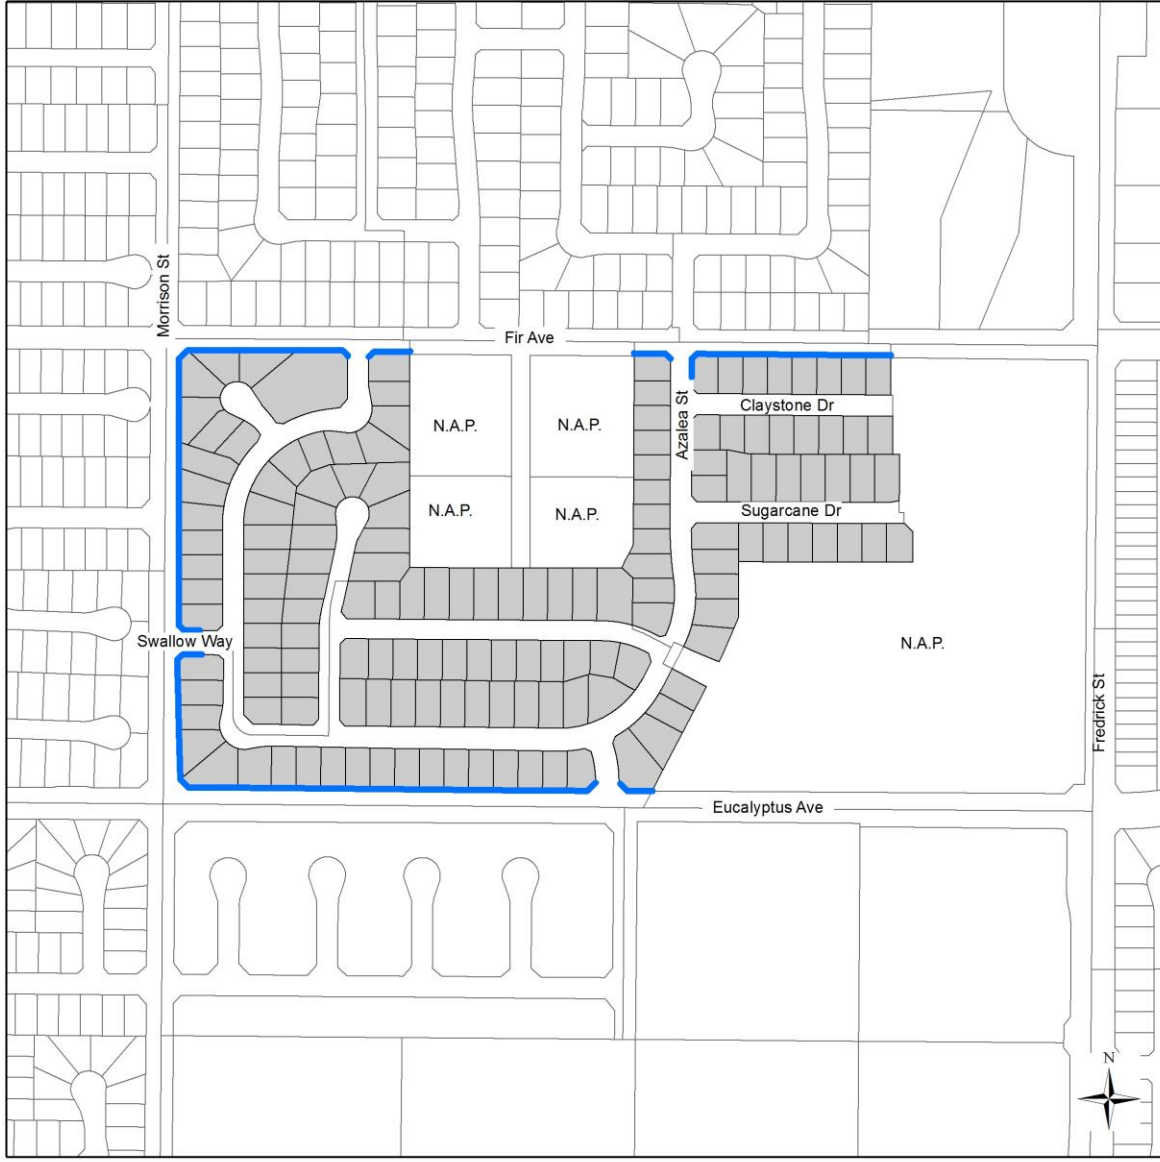 Morrison St
Fir Ave
Azalea St
Claystone Dr
N.A.P.
N.A.P.
N.A.P.
N.A.P.
Sugarcane Dr
Swallow Way
N.A.P.
Fredrick St
Eucalyptus Ave
N